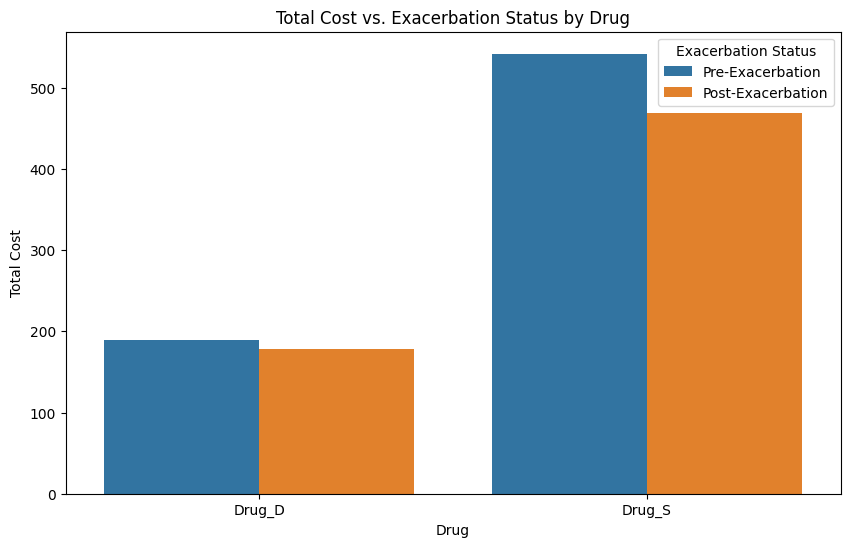 Total Cost vs. Exacerbation Status by Drug
Exacerbation Status
Pre-Exacerbation
Post-Exacerbation
Total Cost
500
400
300
200
100
0
Drug_D
Drug_S
Drug